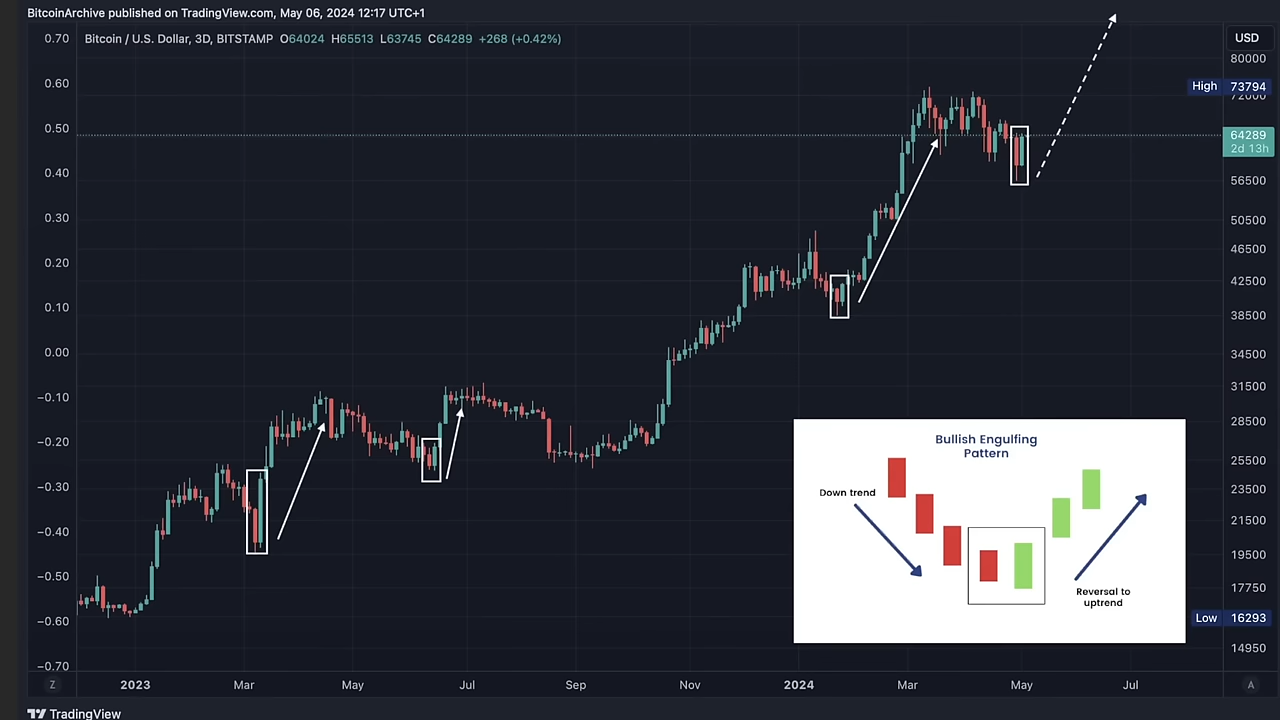 BitcoinArchive published on TradingView.com, May 06, 2024 12:17 UTC+1
Bitcoin / U.S. Dollar, 3D, BITSTAMP O64024 H65513 L63745 C64289 +268 (+0.42%)
USD
0.70
0.60
0.50
0.40
0.30
0.20
0.10
0.00
−0.10
−0.20
−0.30
−0.40
−0.50
−0.60
−0.70
80000
High 73794
72000
64289
2d 13h
56500
50500
46500
42500
38500
34500
31500
28500
25500
23500
21500
19500
17750
Low 16293
14950
Bullish Engulfing
Pattern
Down trend
Reversal to
uptrend
Z 2023 Mar May Jul Sep Nov 2024 Mar May Jul A
TradingView